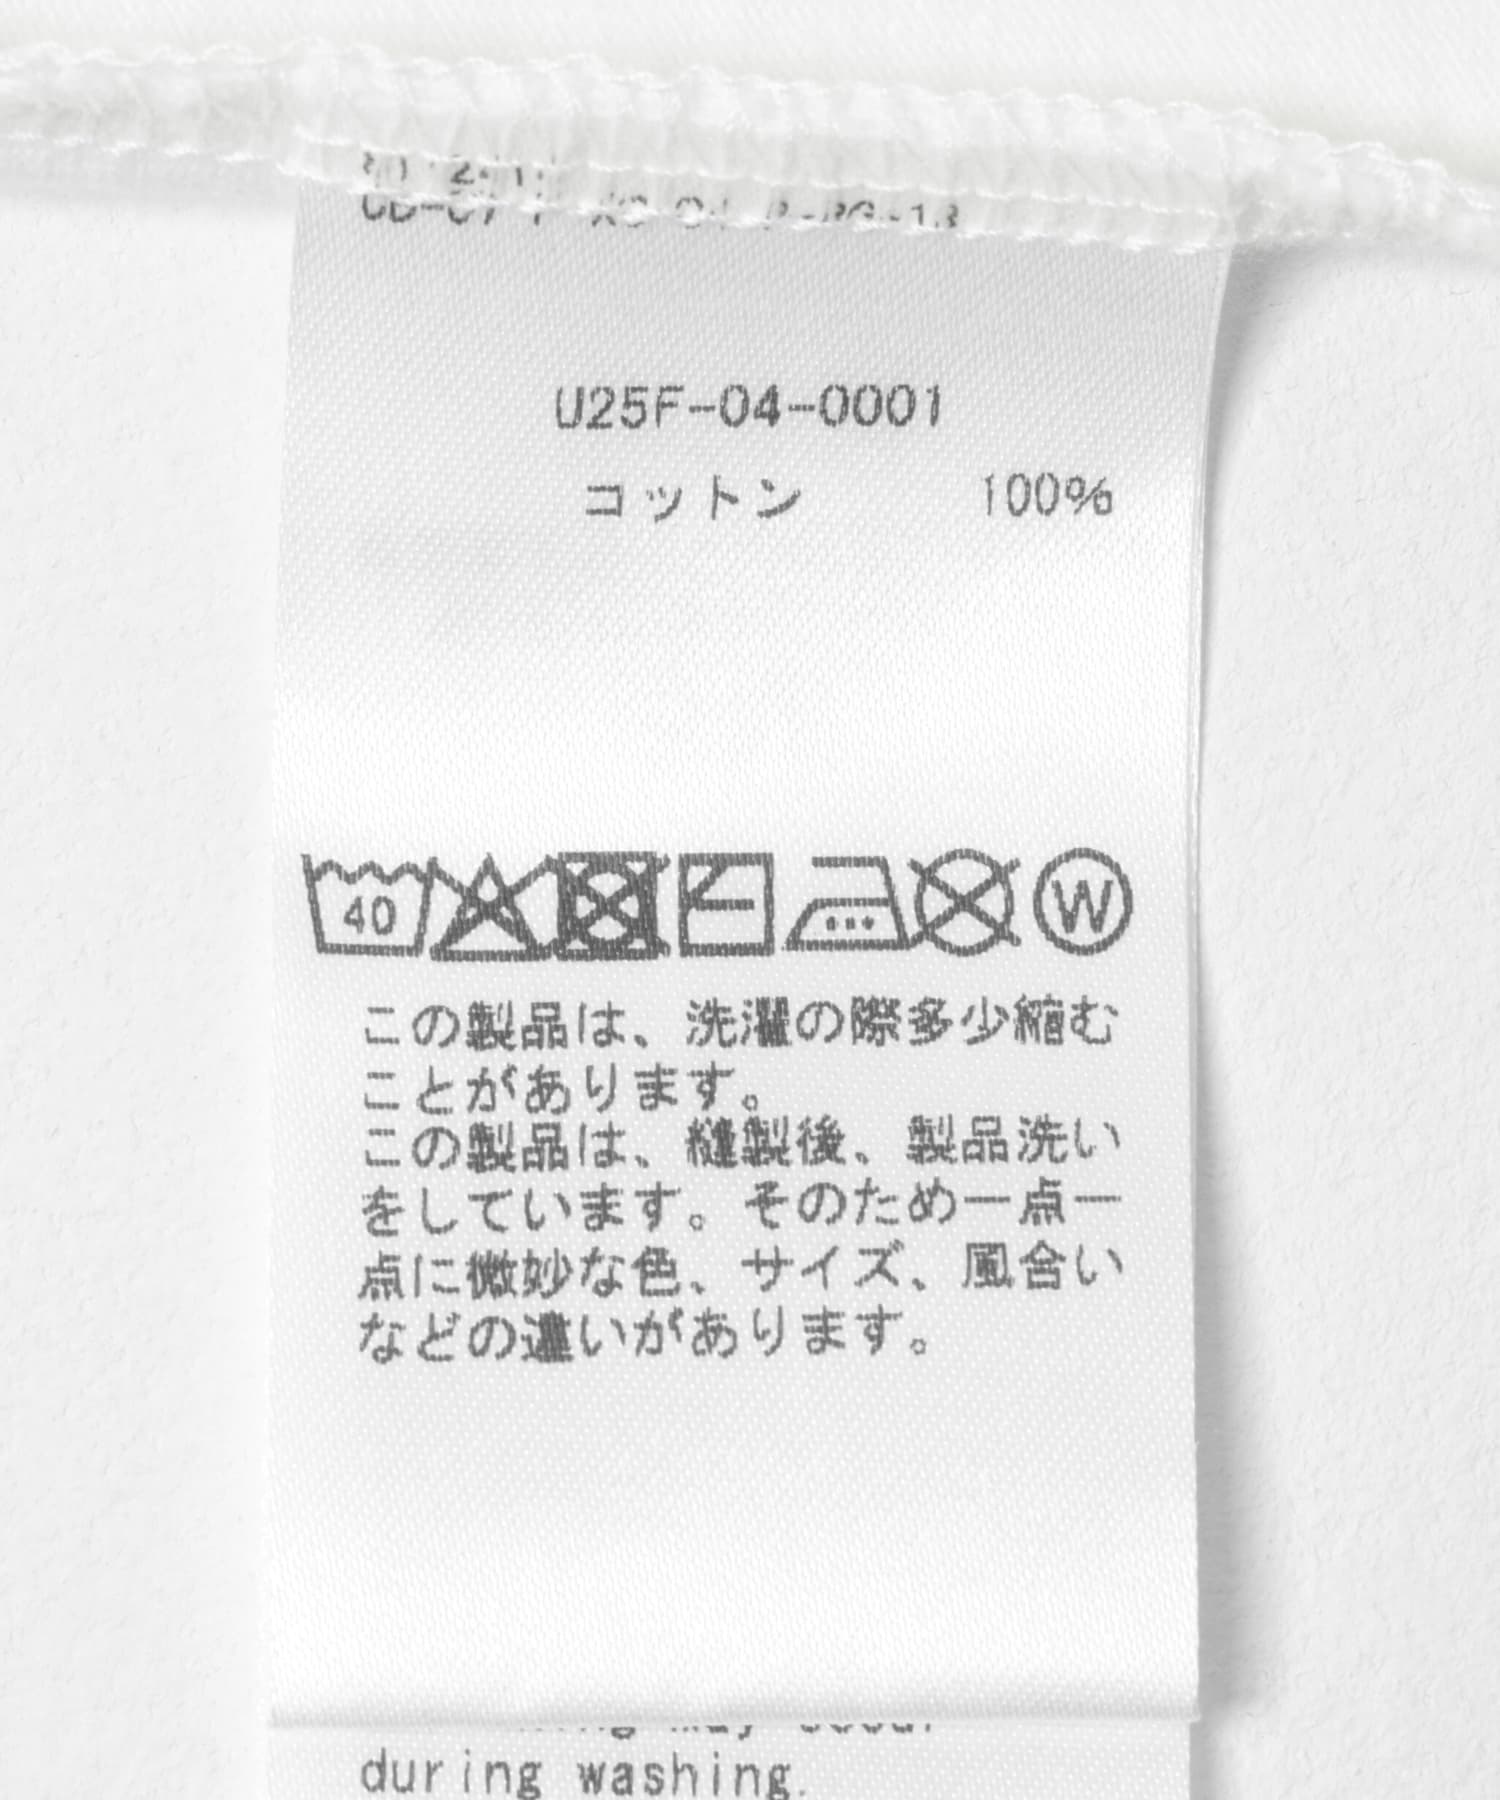 U25F-04-0001
コットン 100%
40
W
この製品は、洗濯の際多少縮む
ことがあります。
この製品は、縫製後、製品洗い
をしています。そのため一点一
点に微妙な色、サイズ、風合い
などの違いがあります。
may occur
during washing.